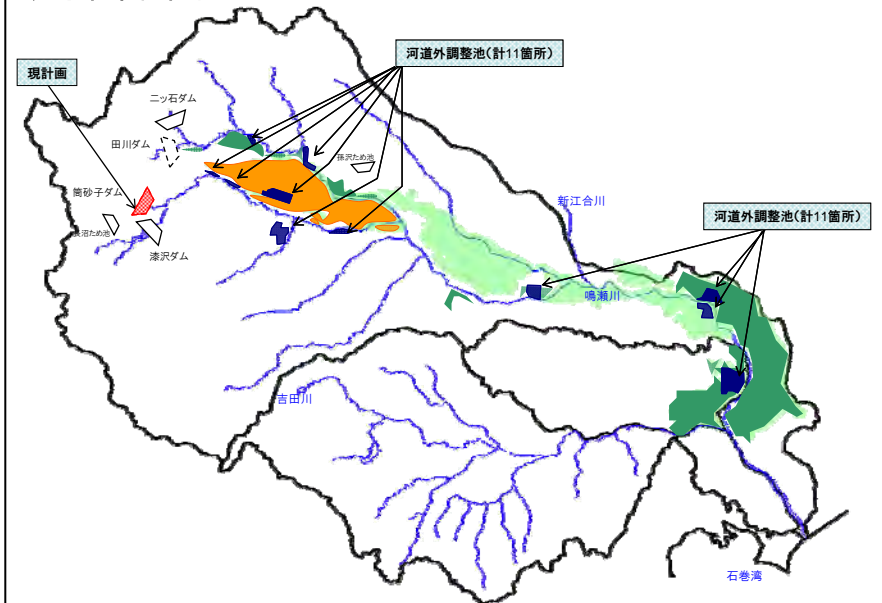 河道外調整池(計11箇所)
現計画
二ッ石ダム
田川ダム
孫沢ため池
筒砂子ダム
長沼ため池
漆沢ダム
新江合川
河道外調整池(計11箇所)
鳴瀬川
吉田川
石巻湾